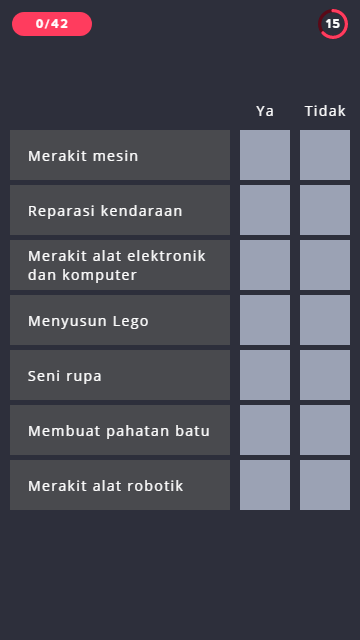 0/42
15
Ya Tidak
Merakit mesin
Reparasi kendaraan
Merakit alat elektronik
dan komputer
Menyusun Lego
Seni rupa
Membuat pahatan batu
Merakit alat robotik